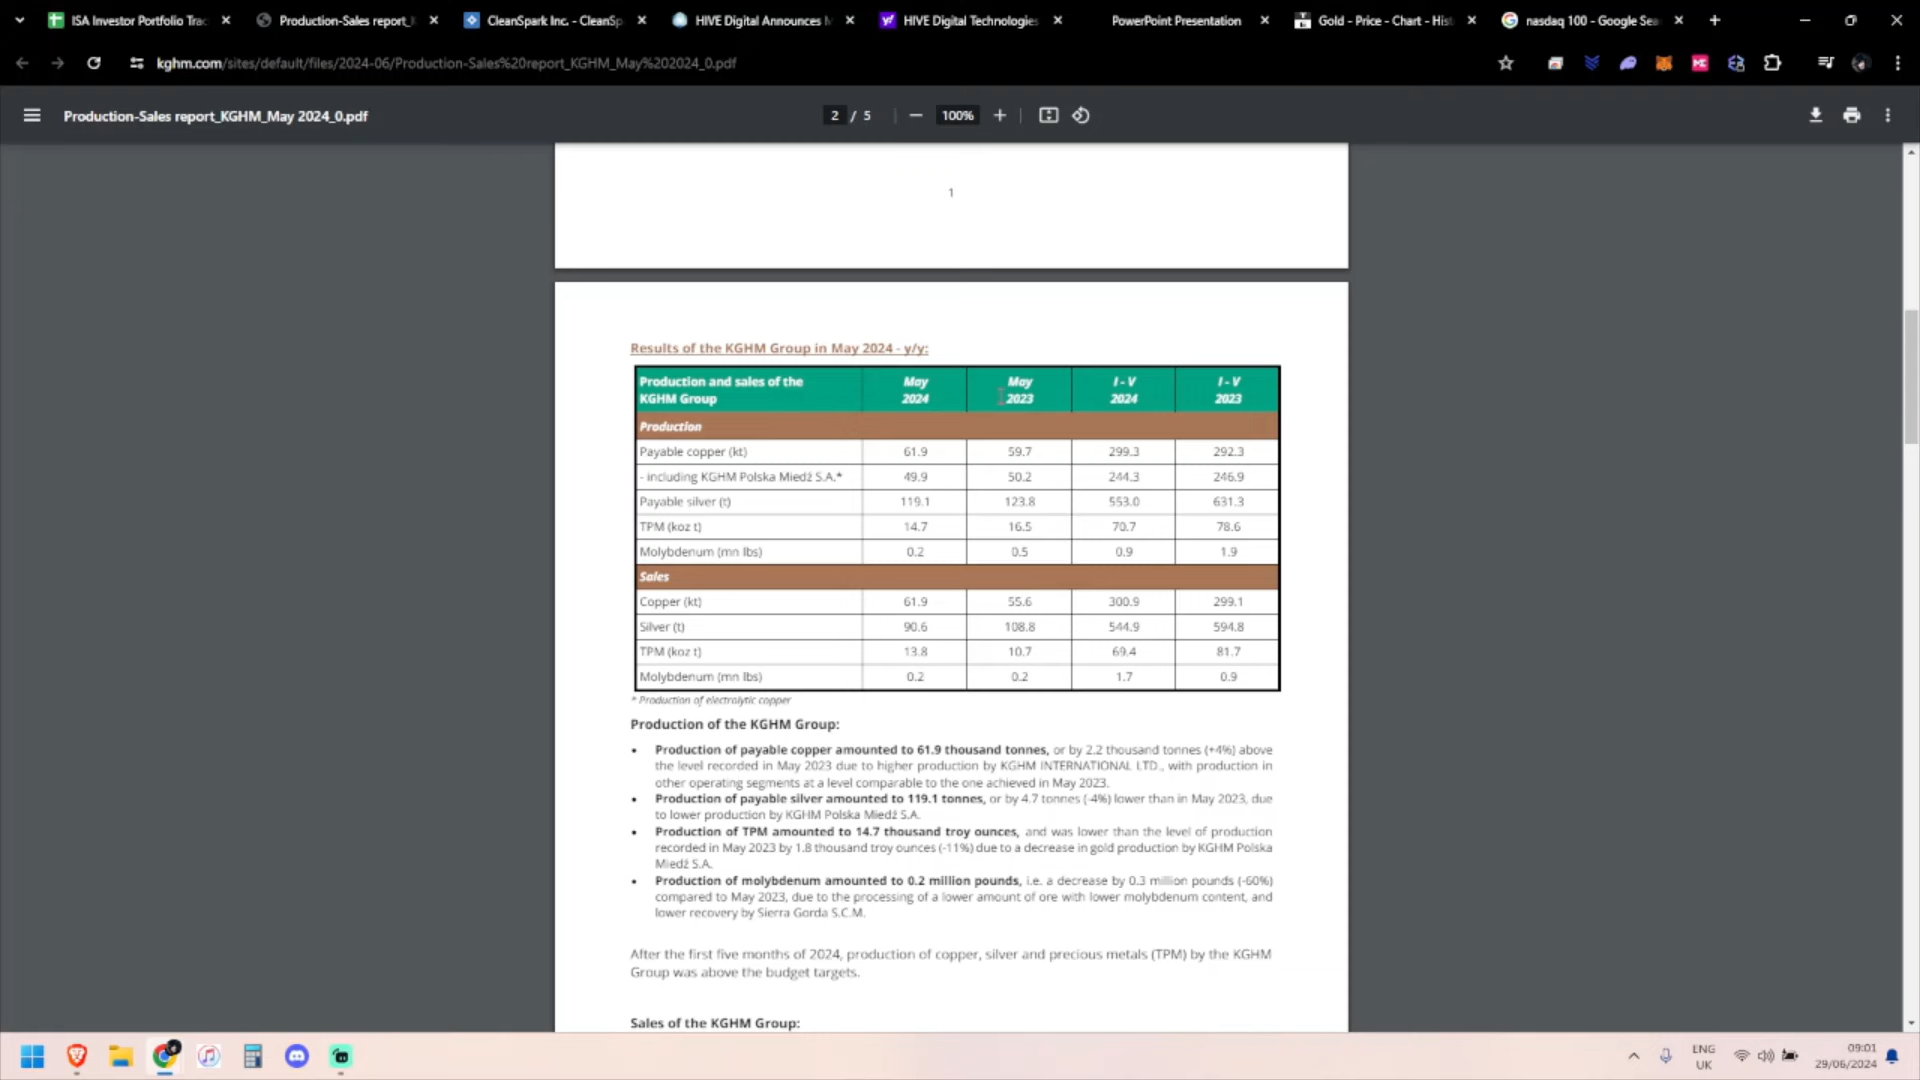 ISA Investor Portfolio Trac
Production-Sales report_
CleanSpark Inc. - CleanSp
HIVE Digital Announces
HIVE Digital Technologies
PowerPoint Presentation
Gold - Price - Chart - His
nasdaq 100 - Google Sea
kghm.com/sites/default/files/2024-06/Production-Sales%20report_KGHM_May%202024_0.pdf
Production-Sales report_KGHM_May 2024_0.pdf
2 / 5
100%
1
Results of the KGHM Group in May 2024 - y/y:
Production and sales of the KGHM Group May 2024 May 2023 I - V 2024 I - V 2023
Production
Payable copper (kt) 61.9 59.7 299.3 292.3
- including KGHM Polska Miedź S.A.* 49.9 50.2 244.3 246.9
Payable silver (t) 119.1 123.8 553.0 631.3
TPM (koz t) 14.7 16.5 70.7 78.6
Molybdenum (mn lbs) 0.2 0.5 0.9 1.9
Sales
Copper (kt) 61.9 55.6 300.9 299.1
Silver (t) 90.6 108.8 544.9 594.8
TPM (koz t) 13.8 10.7 69.4 81.7
Molybdenum (mn lbs) 0.2 0.2 1.7 0.9
* Production of electrolytic copper
Production of the KGHM Group:
• Production of payable copper amounted to 61.9 thousand tonnes, or by 2.2 thousand tonnes (+4%) above
the level recorded in May 2023 due to higher production by KGHM INTERNATIONAL LTD., with production in
other operating segments at a level comparable to the one achieved in May 2023.
• Production of payable silver amounted to 119.1 tonnes, or by 4.7 tonnes (-4%) lower than in May 2023, due
to lower production by KGHM Polska Miedź S.A.
• Production of TPM amounted to 14.7 thousand troy ounces, and was lower than the level of production
recorded in May 2023 by 1.8 thousand troy ounces (-11%) due to a decrease in gold production by KGHM Polska
Miedź S.A.
• Production of molybdenum amounted to 0.2 million pounds, i.e. a decrease by 0.3 million pounds (-60%)
compared to May 2023, due to the processing of a lower amount of ore with lower molybdenum content, and
lower recovery by Sierra Gorda S.C.M.
After the first five months of 2024, production of copper, silver and precious metals (TPM) by the KGHM
Group was above the budget targets.
Sales of the KGHM Group:
ENG
UK
09:01
29/06/2024